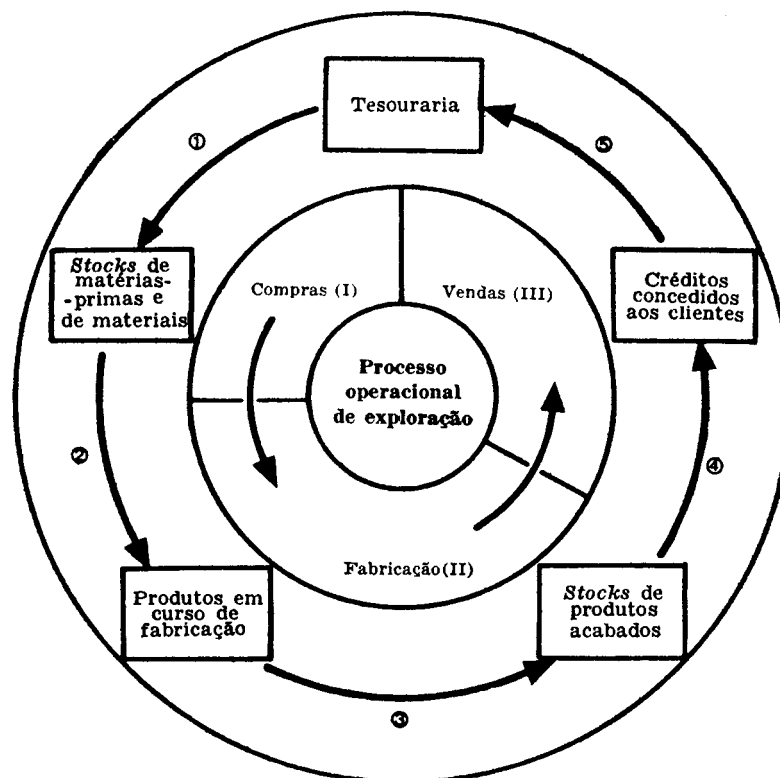 Tesouraria
①
⑤
Stocks de
matérias-
-primas e
de materiais
Compras (I)
Vendas (III)
Créditos
concedidos
aos clientes
Processo
operacional
de exploração
②
④
Fabricação (II)
Produtos em
curso de
fabricação
Stocks de
produtos
acabados
③